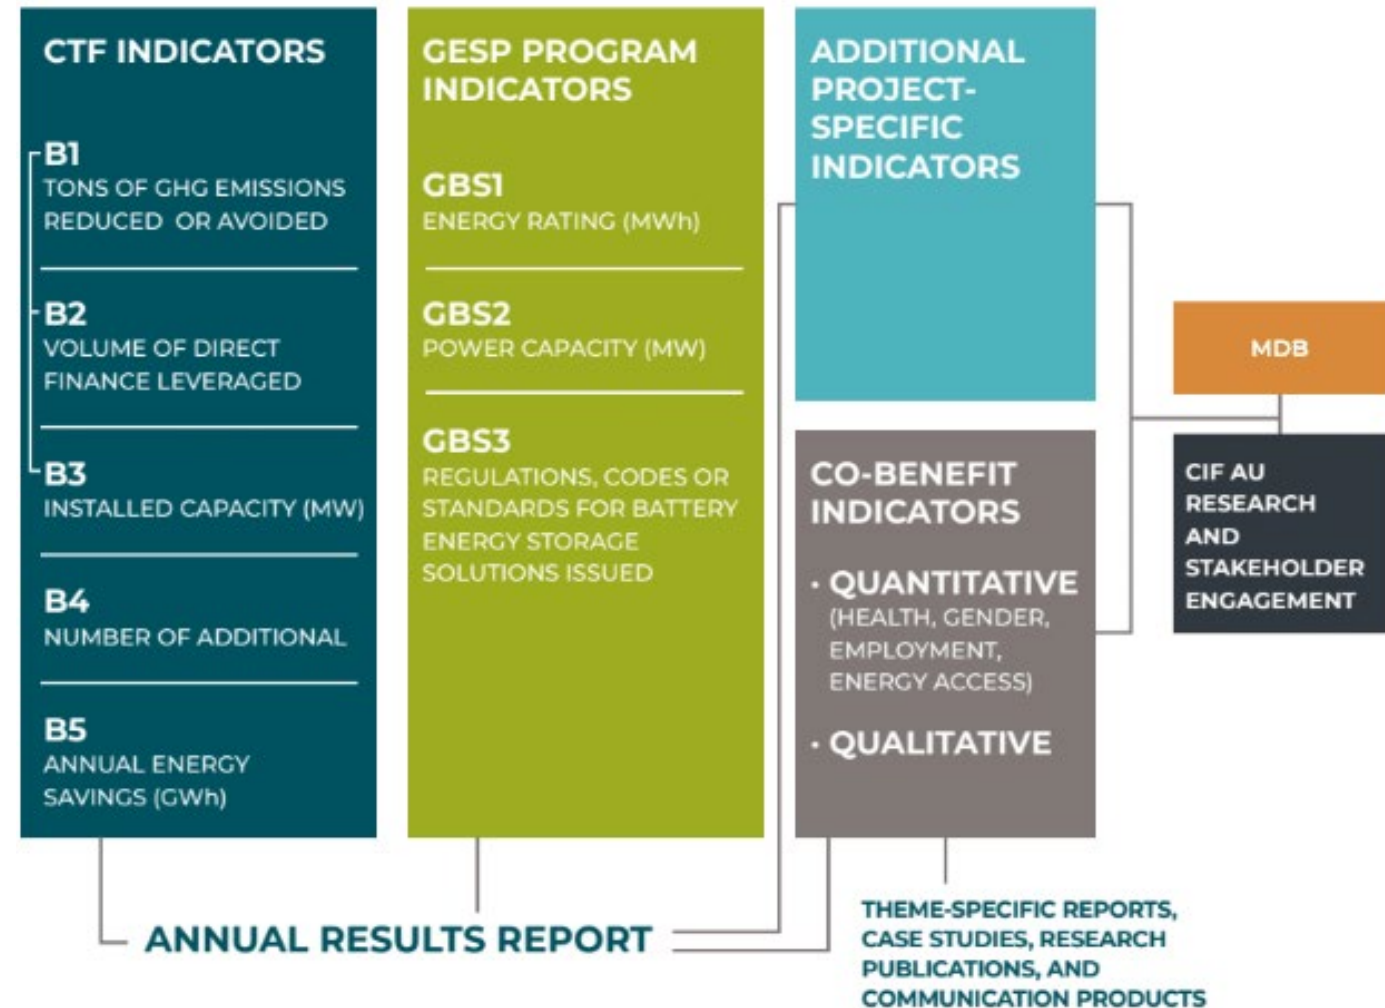 CTF INDICATORS
B1
TONS OF GHG EMISSIONS
REDUCED OR AVOIDED
B2
VOLUME OF DIRECT
FINANCE LEVERAGED
B3
INSTALLED CAPACITY (MW)
B4
NUMBER OF ADDITIONAL
B5
ANNUAL ENERGY
SAVINGS (GWh)
GESP PROGRAM
INDICATORS
GBS1
ENERGY RATING (MWh)
GBS2
POWER CAPACITY (MW)
GBS3
REGULATIONS, CODES OR
STANDARDS FOR BATTERY
ENERGY STORAGE
SOLUTIONS ISSUED
ADDITIONAL
PROJECT-
SPECIFIC
INDICATORS
CO-BENEFIT
INDICATORS
· QUANTITATIVE
(HEALTH, GENDER,
EMPLOYMENT,
ENERGY ACCESS)
· QUALITATIVE
MDB
CIF AU
RESEARCH
AND
STAKEHOLDER
ENGAGEMENT
ANNUAL RESULTS REPORT
THEME-SPECIFIC REPORTS,
CASE STUDIES, RESEARCH
PUBLICATIONS, AND
COMMUNICATION PRODUCTS